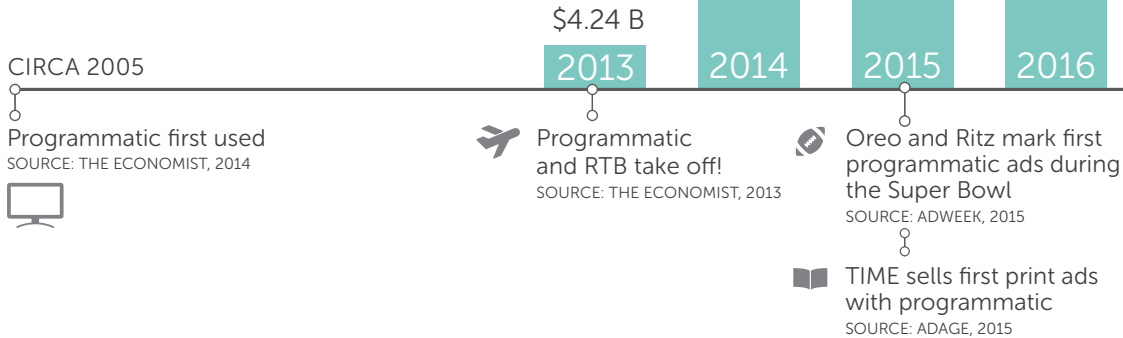 $4.24 B
CIRCA 2005
2013
2014
2015
2016
Programmatic first used
SOURCE: THE ECONOMIST, 2014
Programmatic
and RTB take off!
SOURCE: THE ECONOMIST, 2013
Oreo and Ritz mark first
programmatic ads during
the Super Bowl
SOURCE: ADWEEK, 2015
TIME sells first print ads
with programmatic
SOURCE: ADAGE, 2015